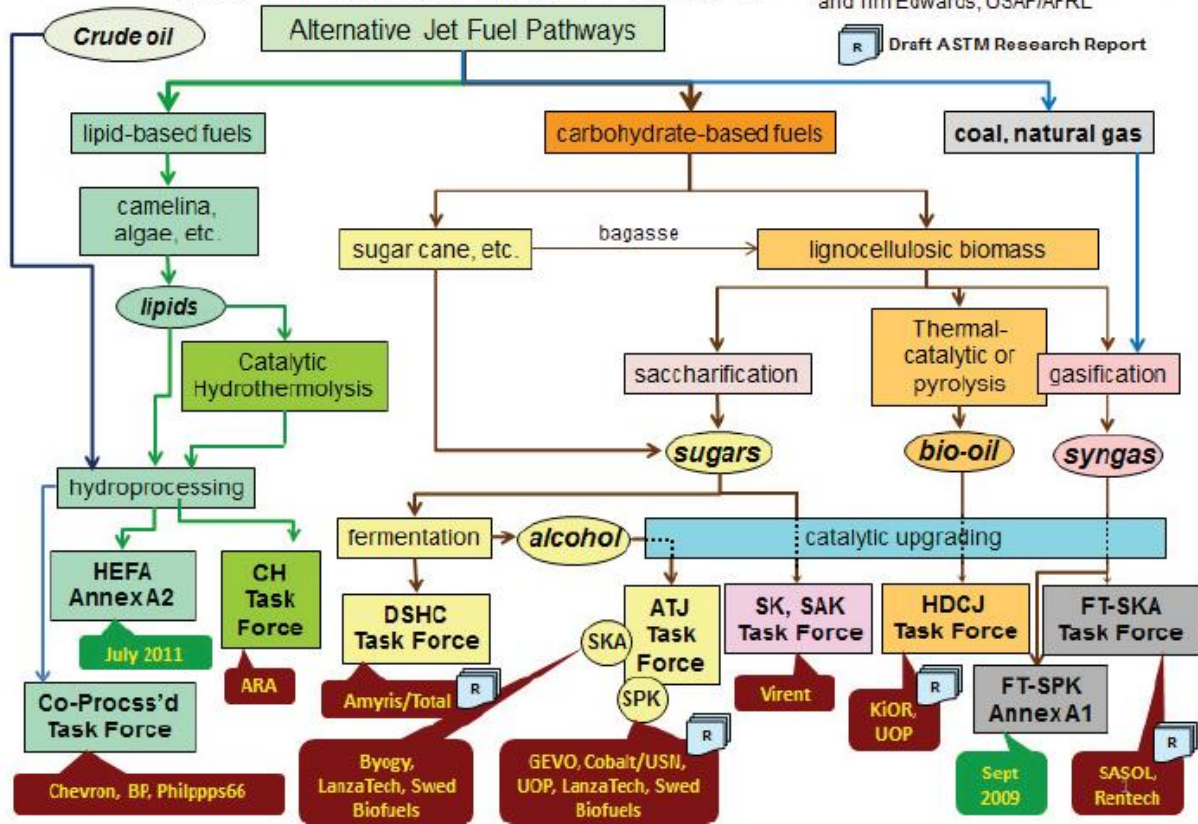 and Tim Edwards, USAF/AFRL
Crude oil
Alternative Jet Fuel Pathways
R
Draft ASTM Research Report
lipid-based fuels
carbohydrate-based fuels
coal, natural gas
camelina,
algae, etc.
sugar cane, etc.
bagasse
lignocellulosic biomass
lipids
Catalytic
Hydrothermolysis
saccharification
Thermal-
catalytic or
pyrolysis
gasification
sugars
bio-oil
syngas
hydroprocessing
fermentation
alcohol
catalytic upgrading
HEFA
Annex A2
July 2011
CH
Task
Force
ARA
DSHC
Task Force
Amyris/Total
R
SKA
ATJ
Task
Force
SPK
SK, SAK
Task Force
Virent
HDCJ
Task Force
KiOR,
UOP
R
FT-SKA
Task Force
FT-SPK
Annex A1
Co-Procss'd
Task Force
Chevron, BP, Philppps66
Byogy,
LanzaTech, Swed
Biofuels
GEVO, Cobalt/USN,
UOP, LanzaTech, Swed
Biofuels
R
Sept
2009
SASOL,
Rentech
R